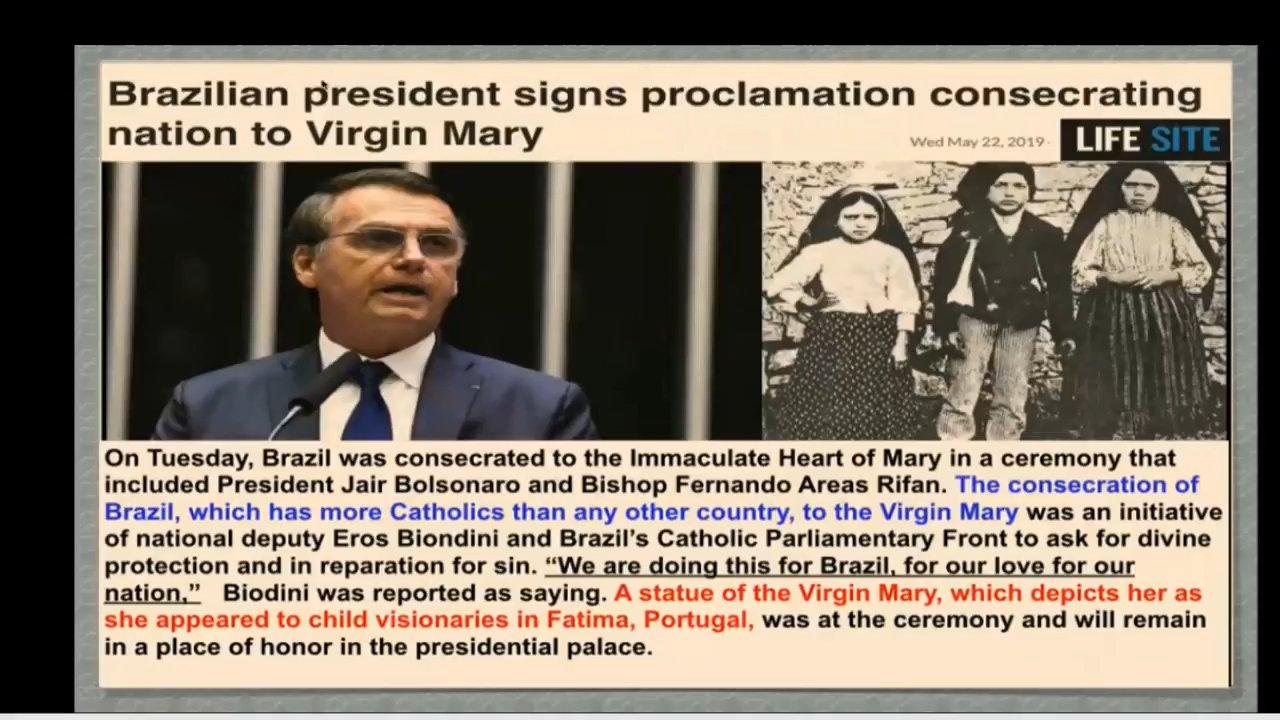 Brazilian president signs proclamation consecrating
nation to Virgin Mary
Wed May 22, 2019 ·
LIFE SITE
On Tuesday, Brazil was consecrated to the Immaculate Heart of Mary in a ceremony that
included President Jair Bolsonaro and Bishop Fernando Areas Rifan. The consecration of
Brazil, which has more Catholics than any other country, to the Virgin Mary was an initiative
of national deputy Eros Biondini and Brazil’s Catholic Parliamentary Front to ask for divine
protection and in reparation for sin. “We are doing this for Brazil, for our love for our
nation,” Biodini was reported as saying. A statue of the Virgin Mary, which depicts her as
she appeared to child visionaries in Fatima, Portugal, was at the ceremony and will remain
in a place of honor in the presidential palace.